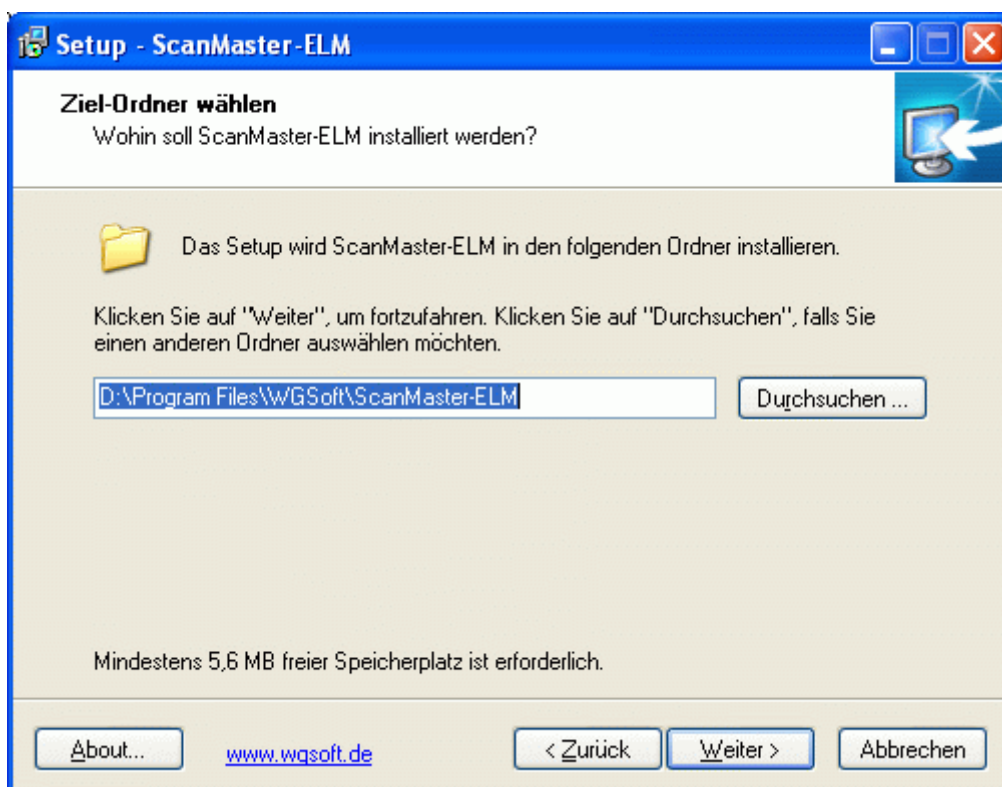 Setup - ScanMaster-ELM
Ziel-Ordner wählen
Wohin soll ScanMaster-ELM installiert werden?
Das Setup wird ScanMaster-ELM in den folgenden Ordner installieren.
Klicken Sie auf "Weiter", um fortzufahren. Klicken Sie auf "Durchsuchen", falls Sie
einen anderen Ordner auswählen möchten.
D:\Program Files\WGSoft\ScanMaster-ELM
Durchsuchen ...
Mindestens 5,6 MB freier Speicherplatz ist erforderlich.
About...
www.wgsoft.de
< Zurück
Weiter >
Abbrechen